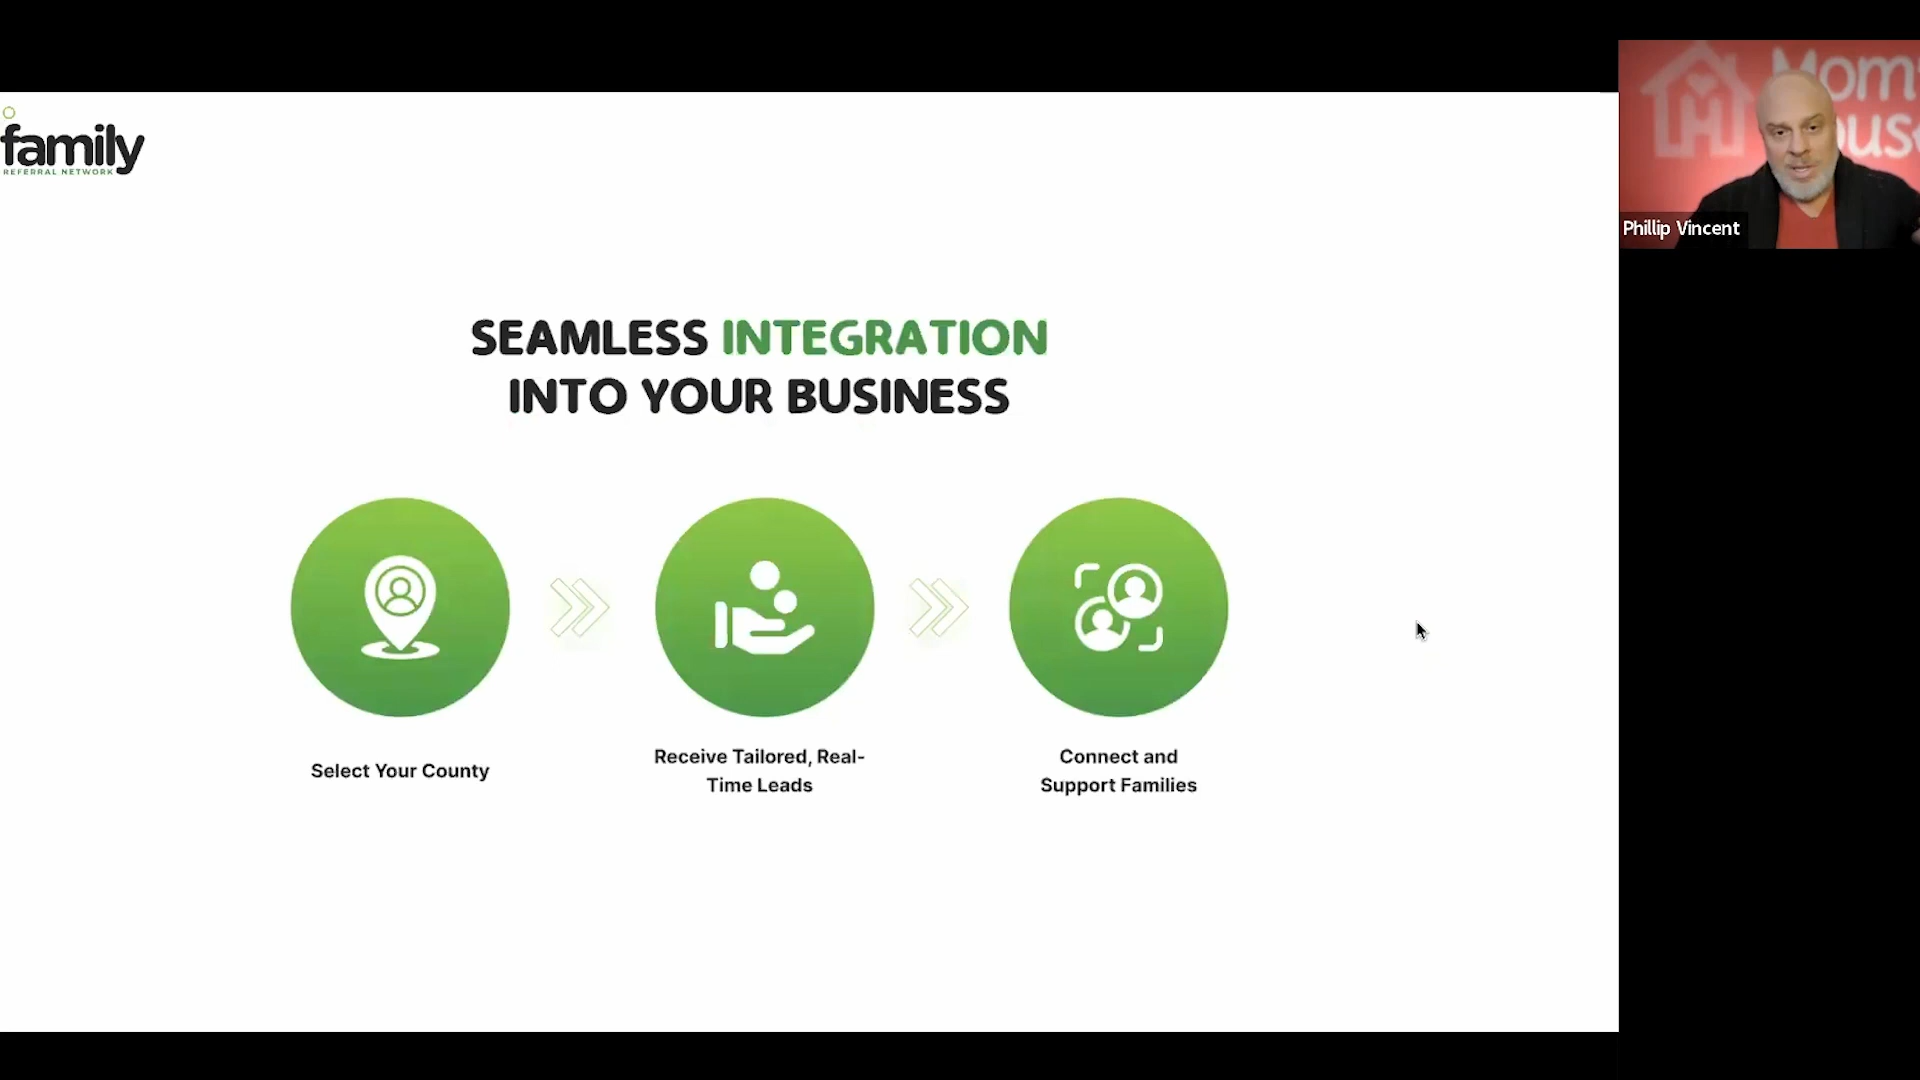 family
REFERRAL NETWORK
SEAMLESS INTEGRATION
INTO YOUR BUSINESS
Select Your County
Receive Tailored, Real-
Time Leads
Connect and
Support Families
Phillip Vincent